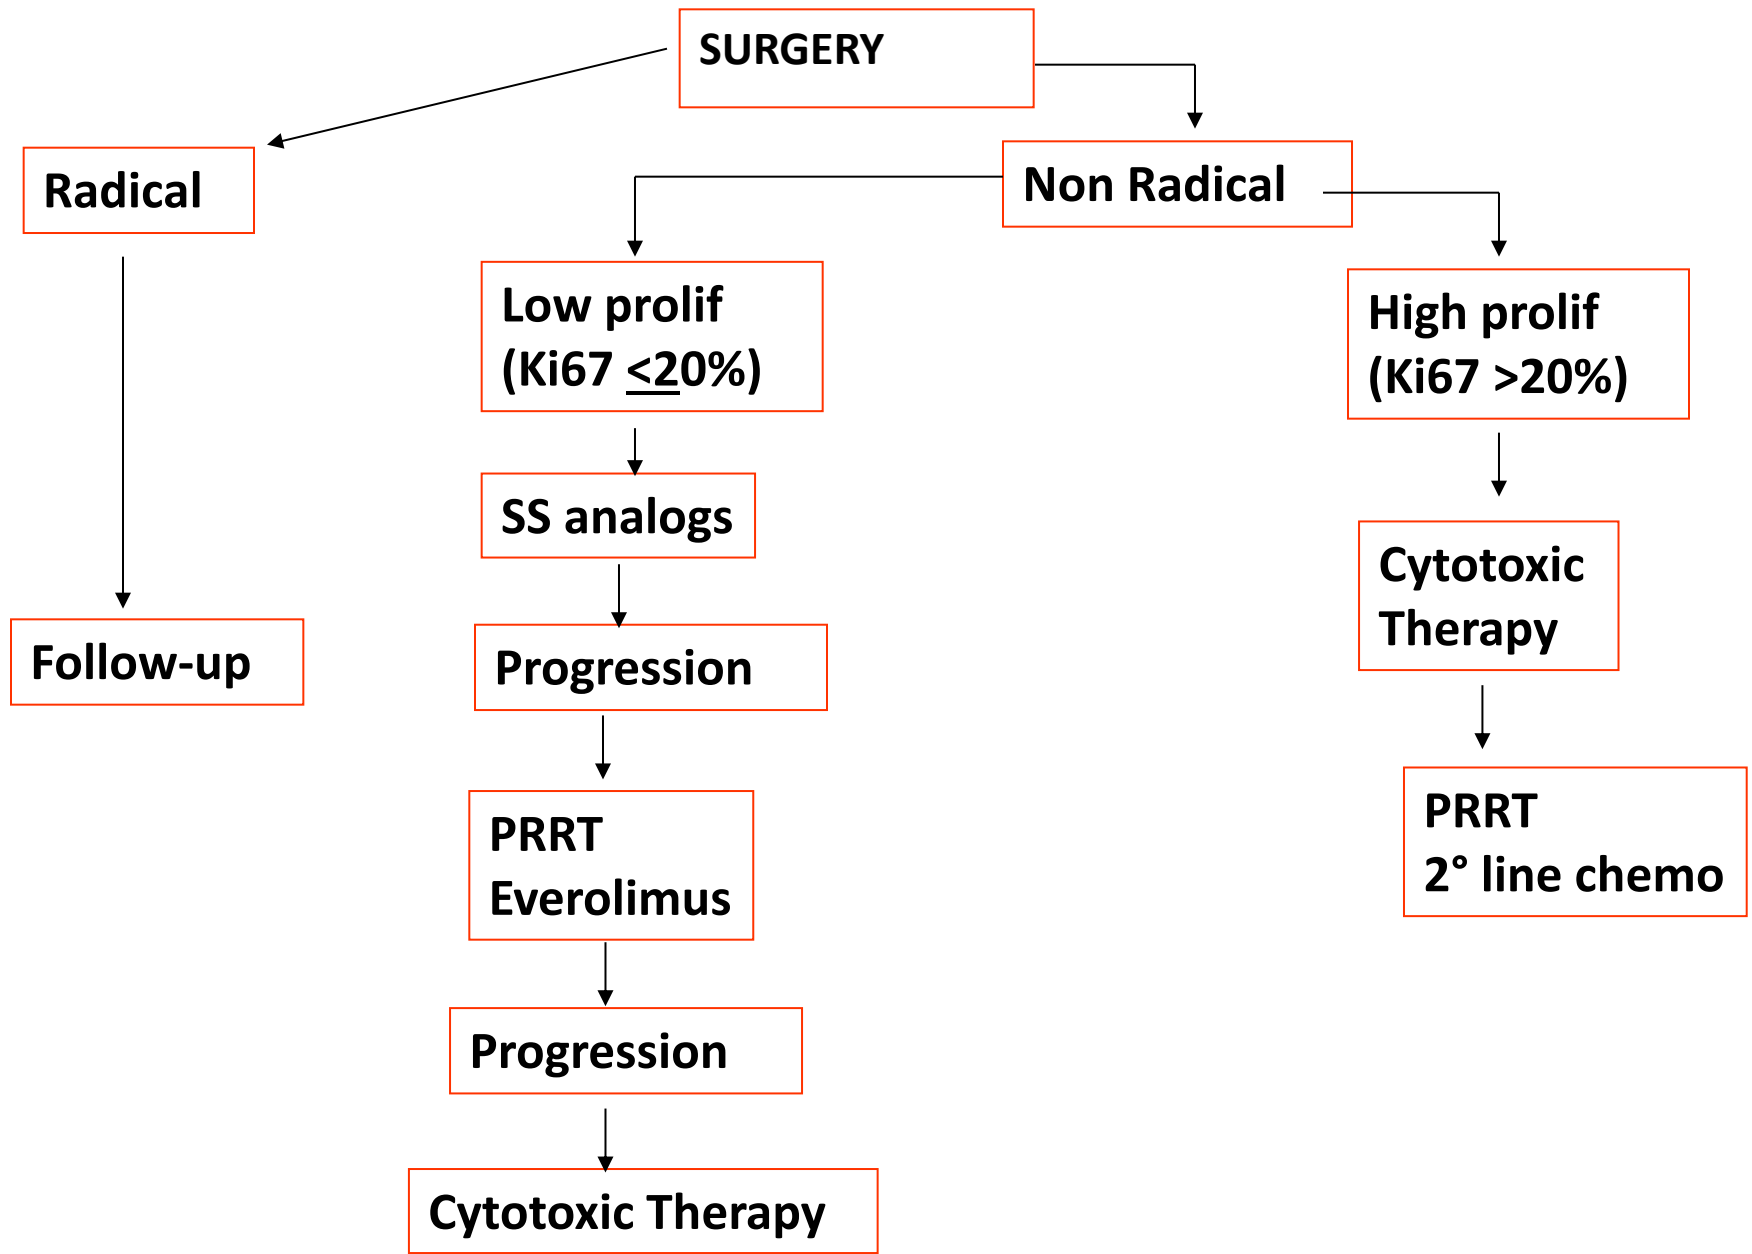 SURGERY
Radical
Non Radical
Low prolif
(Ki67 <20%)
High prolif
(Ki67 >20%)
SS analogs
Cytotoxic
Therapy
Follow-up
Progression
PRRT
Everolimus
PRRT
2° line chemo
Progression
Cytotoxic Therapy